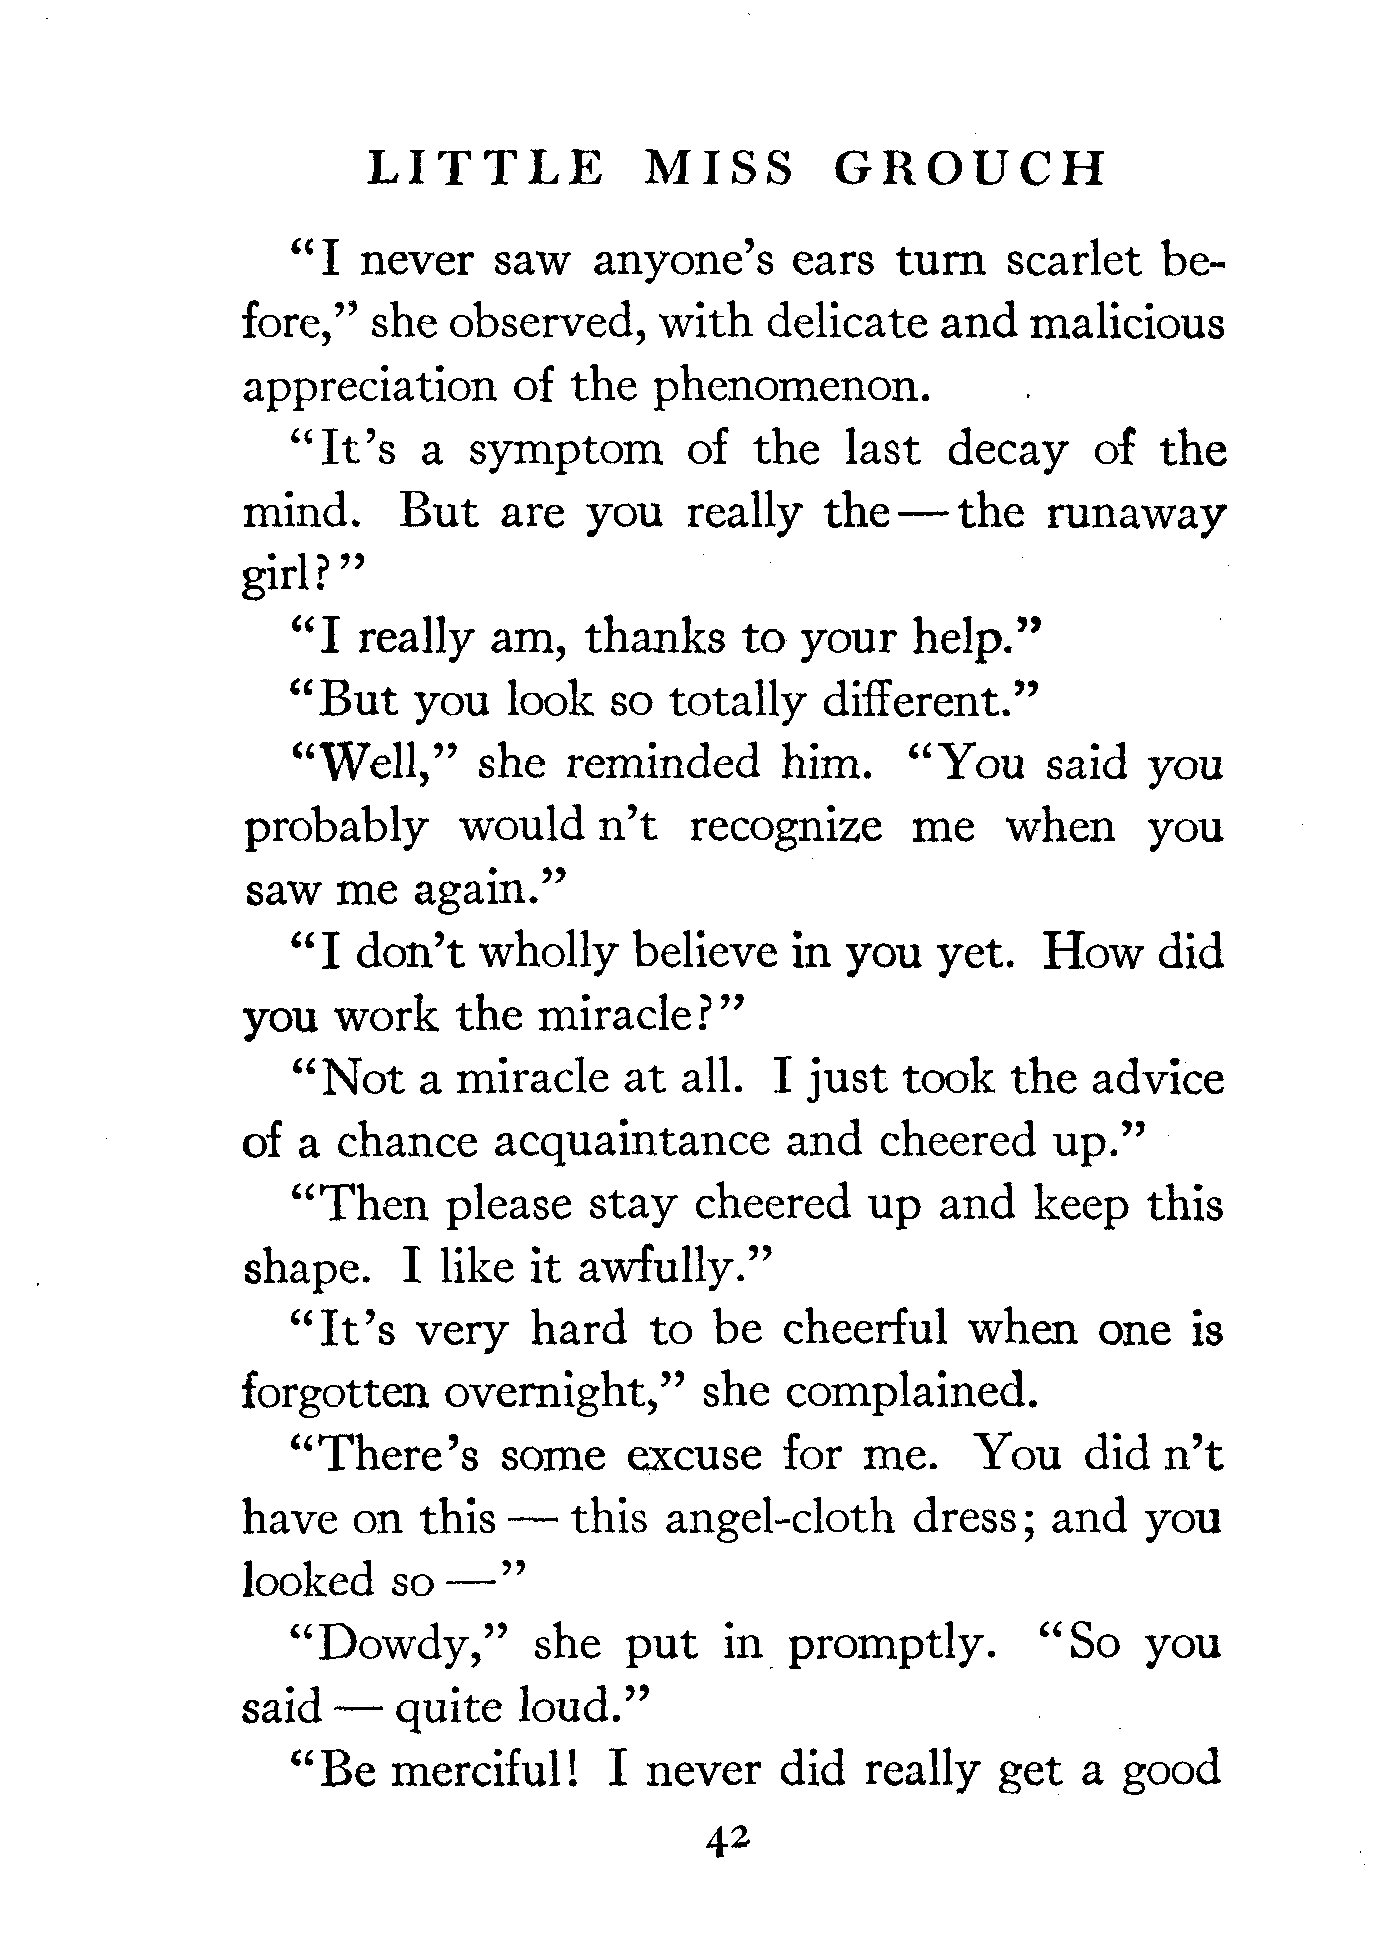 LITTLE MISS GROUCH
“I never saw anyone’s ears turn scarlet be-
fore,” she observed, with delicate and malicious
appreciation of the phenomenon.
“It’s a symptom of the last decay of the
mind. But are you really the — the runaway
girl?”
“I really am, thanks to your help.”
“But you look so totally different.”
“Well,” she reminded him. “You said you
probably would n’t recognize me when you
saw me again.”
“I don’t wholly believe in you yet. How did
you work the miracle?”
“Not a miracle at all. I just took the advice
of a chance acquaintance and cheered up.”
“Then please stay cheered up and keep this
shape. I like it awfully.”
“It’s very hard to be cheerful when one is
forgotten overnight,” she complained.
“There’s some excuse for me. You did n’t
have on this — this angel-cloth dress; and you
looked so —”
“Dowdy,” she put in promptly. “So you
said — quite loud.”
“Be merciful! I never did really get a good
42